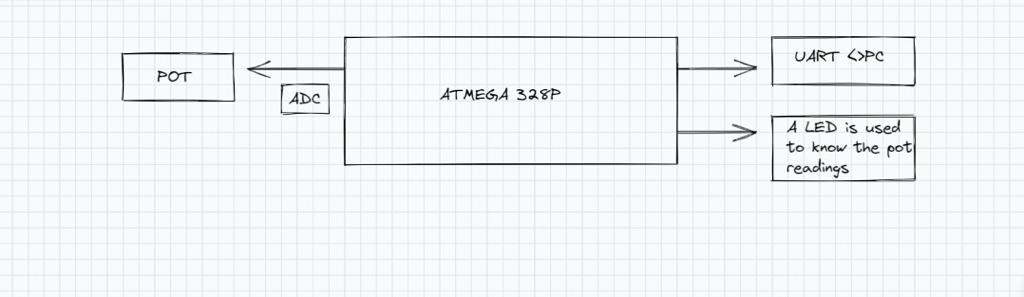 POT
ADC
ATMEGA 328P
UART <>PC
A LED is used
to know the pot
readings